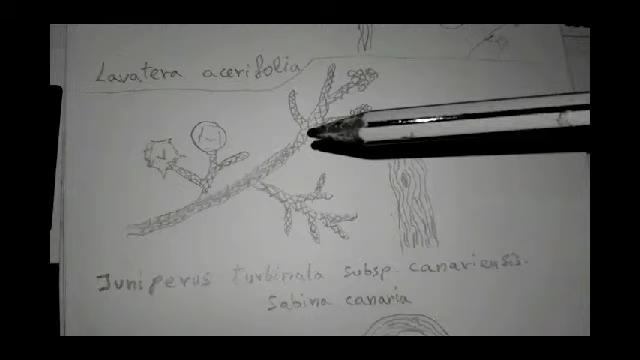 Lavatera acerifolia
Juniperus turbinata subsp. canariensis.
Sabina canaria